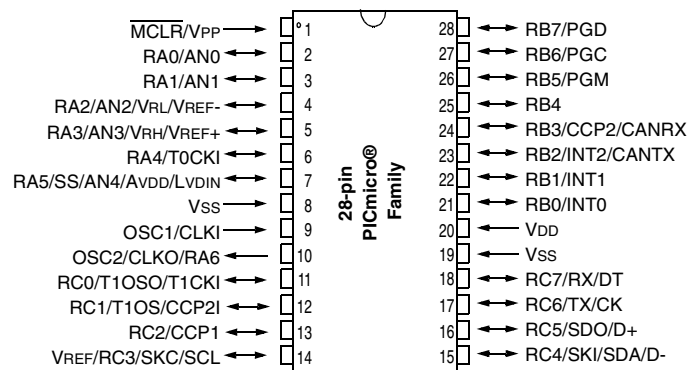 MCLR/VPP 1 28 RB7/PGD
RA0/AN0 2 27 RB6/PGC
RA1/AN1 3 26 RB5/PGM
RA2/AN2/VRL/VREF- 4 25 RB4
RA3/AN3/VRH/VREF+ 5 24 RB3/CCP2/CANRX
RA4/T0CKI 6 23 RB2/INT2/CANTX
RA5/SS/AN4/AVDD/LVDIN 7 22 RB1/INT1
VSS 8 21 RB0/INT0
OSC1/CLKI 9 20 VDD
OSC2/CLKO/RA6 10 19 VSS
RC0/T1OSO/T1CKI 11 18 RC7/RX/DT
RC1/T1OS/CCP2I 12 17 RC6/TX/CK
RC2/CCP1 13 16 RC5/SDO/D+
VREF/RC3/SKC/SCL 14 15 RC4/SKI/SDA/D-
28-pin
PICmicro®
Family